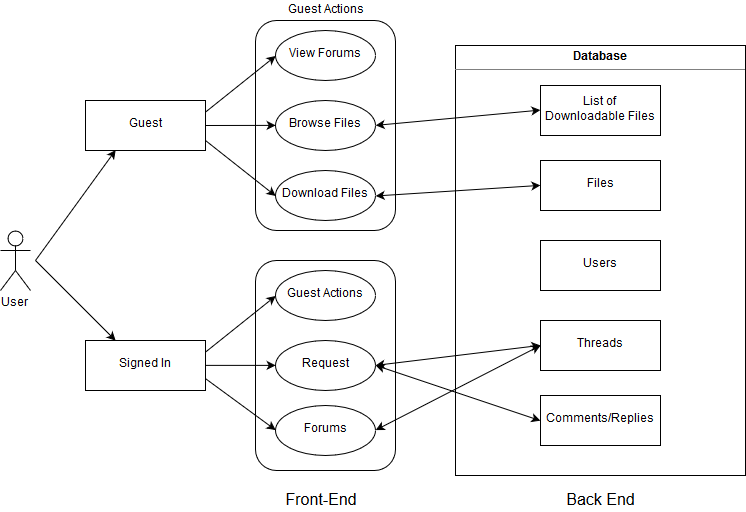 Guest Actions
View Forums
Database
List of
Downloadable Files
Guest
Browse Files
Download Files
Files
User
Users
Guest Actions
Threads
Signed In
Request
Forums
Comments/Replies
Front-End
Back End